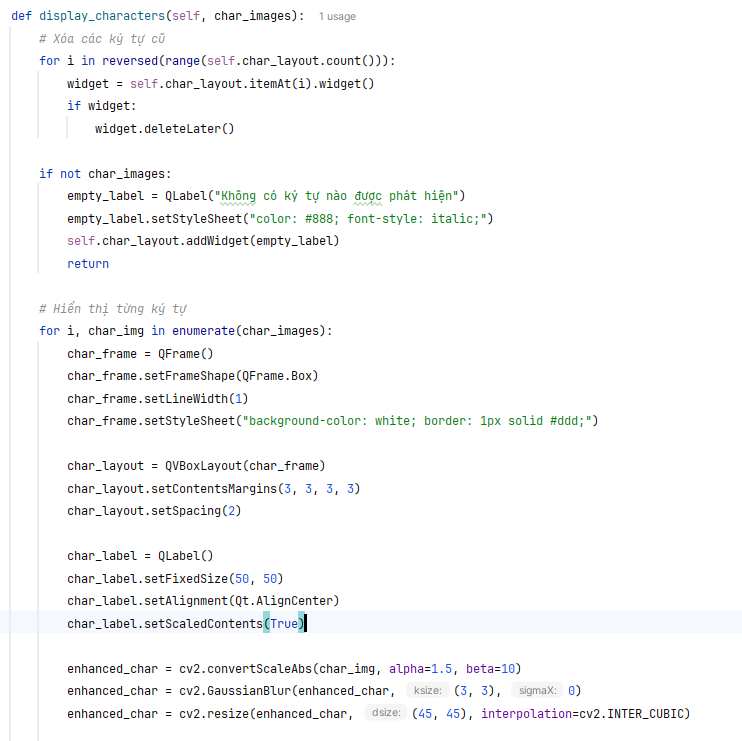 def display_characters(self, char_images): 1 usage
# Xóa các ký tự cũ
for i in reversed(range(self.char_layout.count())):
widget = self.char_layout.itemAt(i).widget()
if widget:
widget.deleteLater()
if not char_images:
empty_label = QLabel("Không có ký tự nào được phát hiện")
empty_label.setStyleSheet("color: #888; font-style: italic;")
self.char_layout.addWidget(empty_label)
return
# Hiển thị từng ký tự
for i, char_img in enumerate(char_images):
char_frame = QFrame()
char_frame.setFrameShape(QFrame.Box)
char_frame.setLineWidth(1)
char_frame.setStyleSheet("background-color: white; border: 1px solid #ddd;")
char_layout = QVBoxLayout(char_frame)
char_layout.setContentsMargins(3, 3, 3, 3)
char_layout.setSpacing(2)
char_label = QLabel()
char_label.setFixedSize(50, 50)
char_label.setAlignment(Qt.AlignCenter)
char_label.setScaledContents(True)
enhanced_char = cv2.convertScaleAbs(char_img, alpha=1.5, beta=10)
enhanced_char = cv2.GaussianBlur(enhanced_char, ksize: (3, 3), sigmaX: 0)
enhanced_char = cv2.resize(enhanced_char, dsize: (45, 45), interpolation=cv2.INTER_CUBIC)